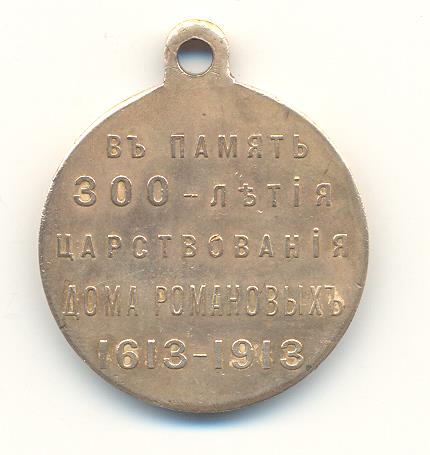 ВЪ ПАМЯТЬ
300-ЛѢТІЯ
ЦАРСТВОВАНІЯ
ДОМА РОМАНОВЫХЪ
1613-1913